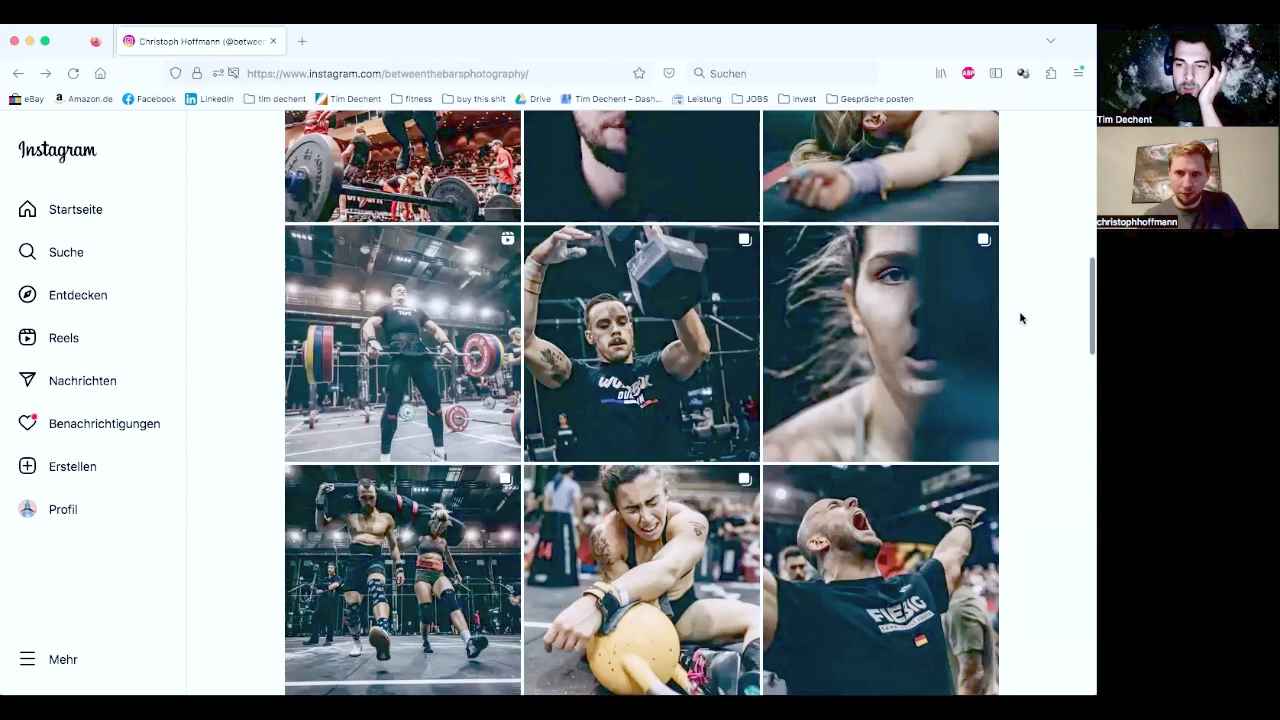 Christoph Hoffmann (@betwee
https://www.instagram.com/betweenthebarsphotography/
Suchen
ABP
eBay
Amazon.de
Facebook
LinkedIn
tim dechent
Tim Dechent
fitness
buy this shit
Drive
Tim Dechent – Dash...
Leistung
JOBS
Invest
Gespräche posten
Tim Dechent
christophhoffmann
Instagram
Startseite
Suche
Entdecken
Reels
Nachrichten
Benachrichtigungen
Erstellen
Profil
Mehr